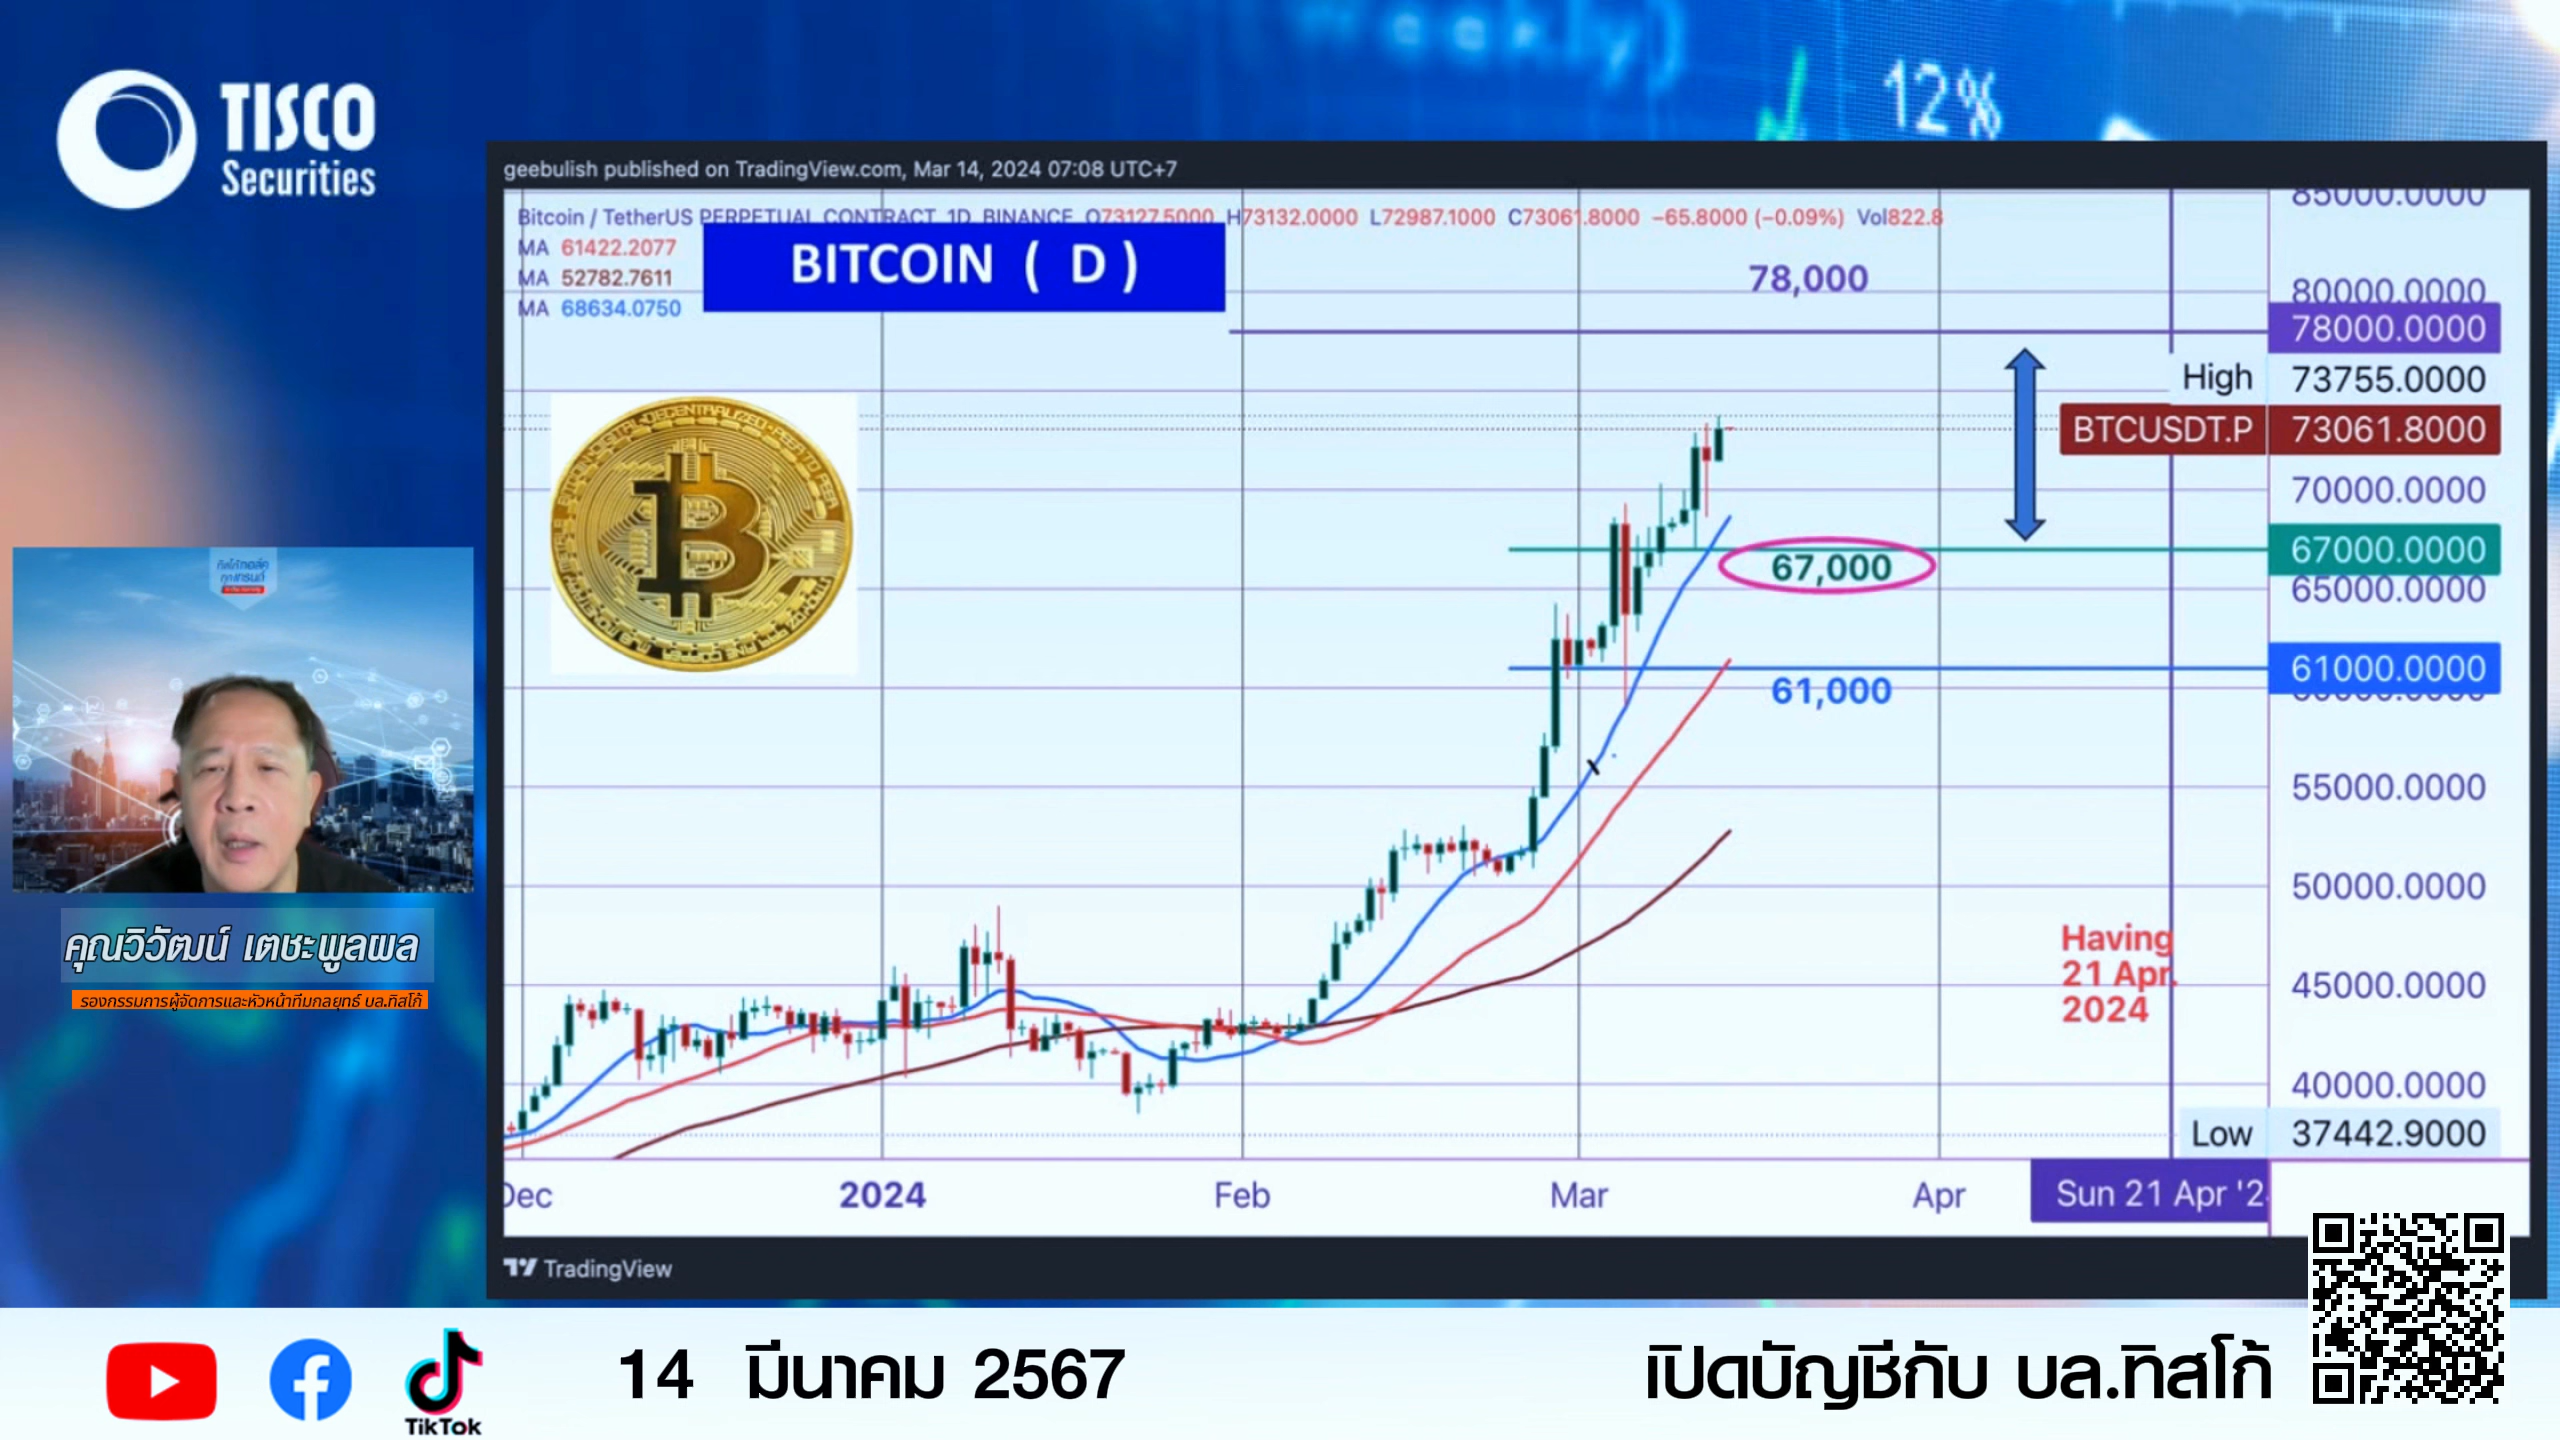 12%
TISCO
Securities
geebulish published on TradingView.com, Mar 14, 2024 07:08 UTC+7
Bitcoin / TetherUS PERPETUAL CONTRACT, 1D, BINANCE O73127.5000 H73132.0000 L72987.1000 C73061.8000 −65.8000 (−0.09%) Vol822.8
MA 61422.2077
MA 52782.7611
MA 68634.0750
BITCOIN ( D )
78,000
67,000
61,000
85000.0000
80000.0000
78000.0000
High 73755.0000
BTCUSDT.P 73061.8000
70000.0000
67000.0000
65000.0000
61000.0000
55000.0000
50000.0000
45000.0000
40000.0000
Low 37442.9000
Having
21 Apr.
2024
Dec 2024 Feb Mar Apr Sun 21 Apr '2
TradingView
คุณวิวัฒน์ เตชะพูลผล
รองกรรมการผู้จัดการและหัวหน้าทีมกลยุทธ์ บล.ทิสโก้
TikTok
14 มีนาคม 2567
เปิดบัญชีกับ บล.ทิสโก้